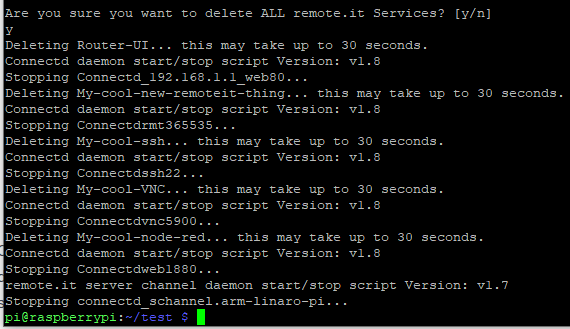 Are you sure you want to delete ALL remote.it Services? [y/n]
y
Deleting Router-UI... this may take up to 30 seconds.
Connectd daemon start/stop script Version: v1.8
Stopping Connectd_192.168.1.1_web80...
Deleting My-cool-new-remoteit-thing... this may take up to 30 seconds.
Connectd daemon start/stop script Version: v1.8
Stopping Connectdrmt365535...
Deleting My-cool-ssh... this may take up to 30 seconds.
Connectd daemon start/stop script Version: v1.8
Stopping Connectdssh22...
Deleting My-cool-VNC... this may take up to 30 seconds.
Connectd daemon start/stop script Version: v1.8
Stopping Connectdvnc5900...
Deleting My-cool-node-red... this may take up to 30 seconds.
Connectd daemon start/stop script Version: v1.8
Stopping Connectdweb1880...
remote.it server channel daemon start/stop script Version: v1.7
Stopping connectd_schannel.arm-linaro-pi...
pi@raspberrypi:~/test $